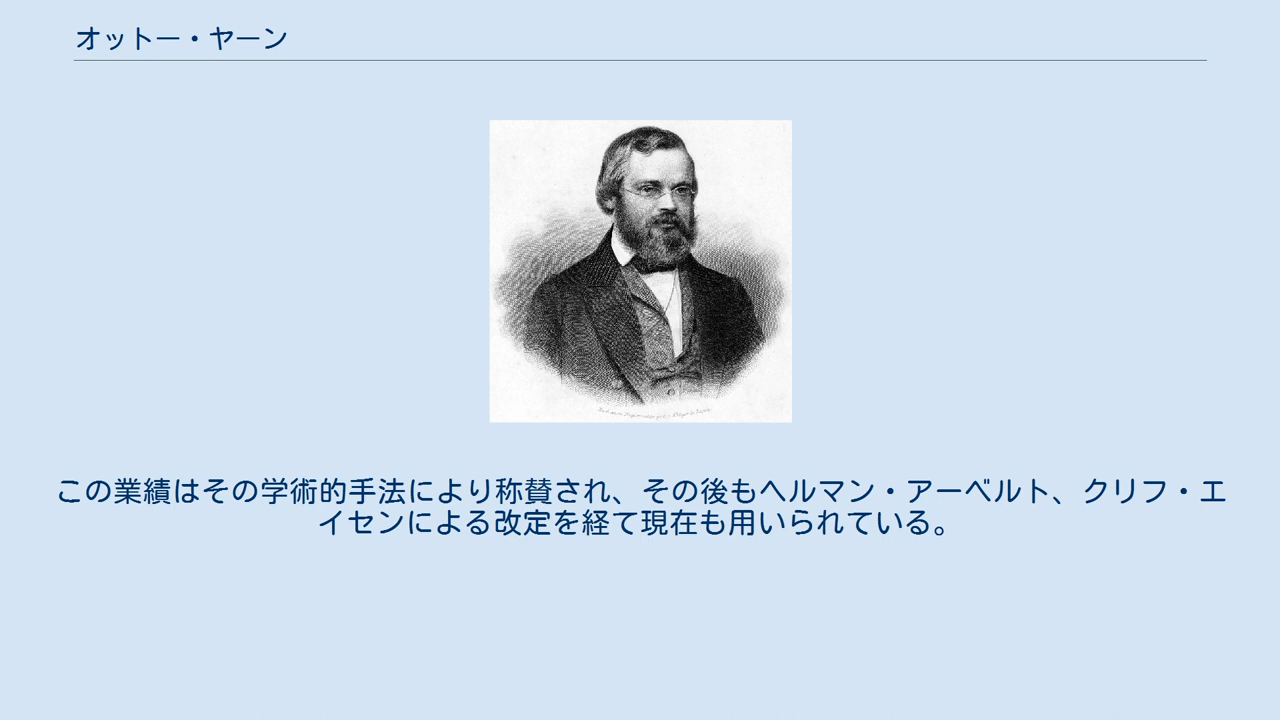 オットー・ヤーン
この業績はその学術的手法により称賛され、その後もヘルマン・アーベルト、クリフ・エ
イセンによる改定を経て現在も用いられている。